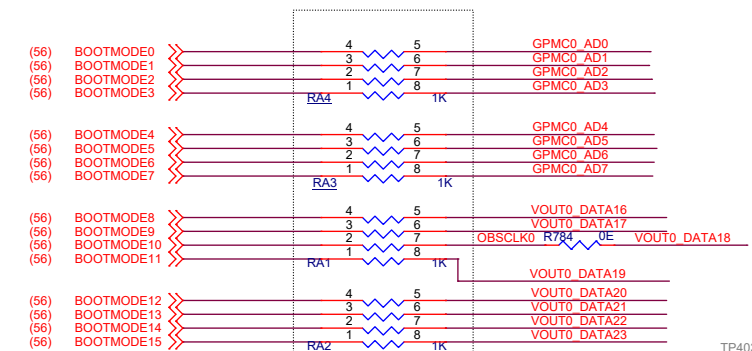 (56) BOOTMODE0 4 5 GPMC0_AD0
(56) BOOTMODE1 3 6 GPMC0_AD1
(56) BOOTMODE2 2 7 GPMC0_AD2
(56) BOOTMODE3 1 8 GPMC0_AD3
RA4 1K
(56) BOOTMODE4 4 5 GPMC0_AD4
(56) BOOTMODE5 3 6 GPMC0_AD5
(56) BOOTMODE6 2 7 GPMC0_AD6
(56) BOOTMODE7 1 8 GPMC0_AD7
RA3 1K
(56) BOOTMODE8 4 5 VOUT0_DATA16
(56) BOOTMODE9 3 6 VOUT0_DATA17
(56) BOOTMODE10 2 7 OBSCLK0 R784 0E VOUT0_DATA18
(56) BOOTMODE11 1 8
RA1 1K
VOUT0_DATA19
(56) BOOTMODE12 4 5 VOUT0_DATA20
(56) BOOTMODE13 3 6 VOUT0_DATA21
(56) BOOTMODE14 2 7 VOUT0_DATA22
(56) BOOTMODE15 1 8 VOUT0_DATA23
RA2 1K